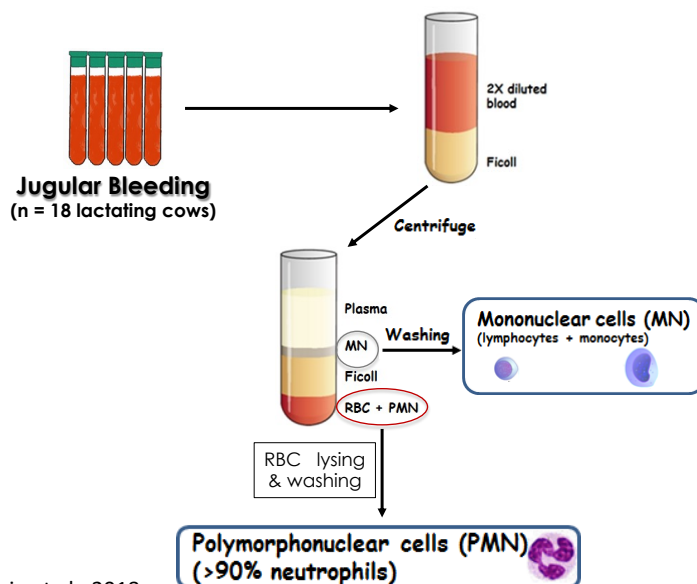 2X diluted
blood
Ficoll
Jugular Bleeding
(n = 18 lactating cows)
Centrifuge
Plasma
MN
Washing
Mononuclear cells (MN)
(lymphocytes + monocytes)
Ficoll
RBC + PMN
RBC lysing
& washing
Polymorphonuclear cells (PMN)
(>90% neutrophils)